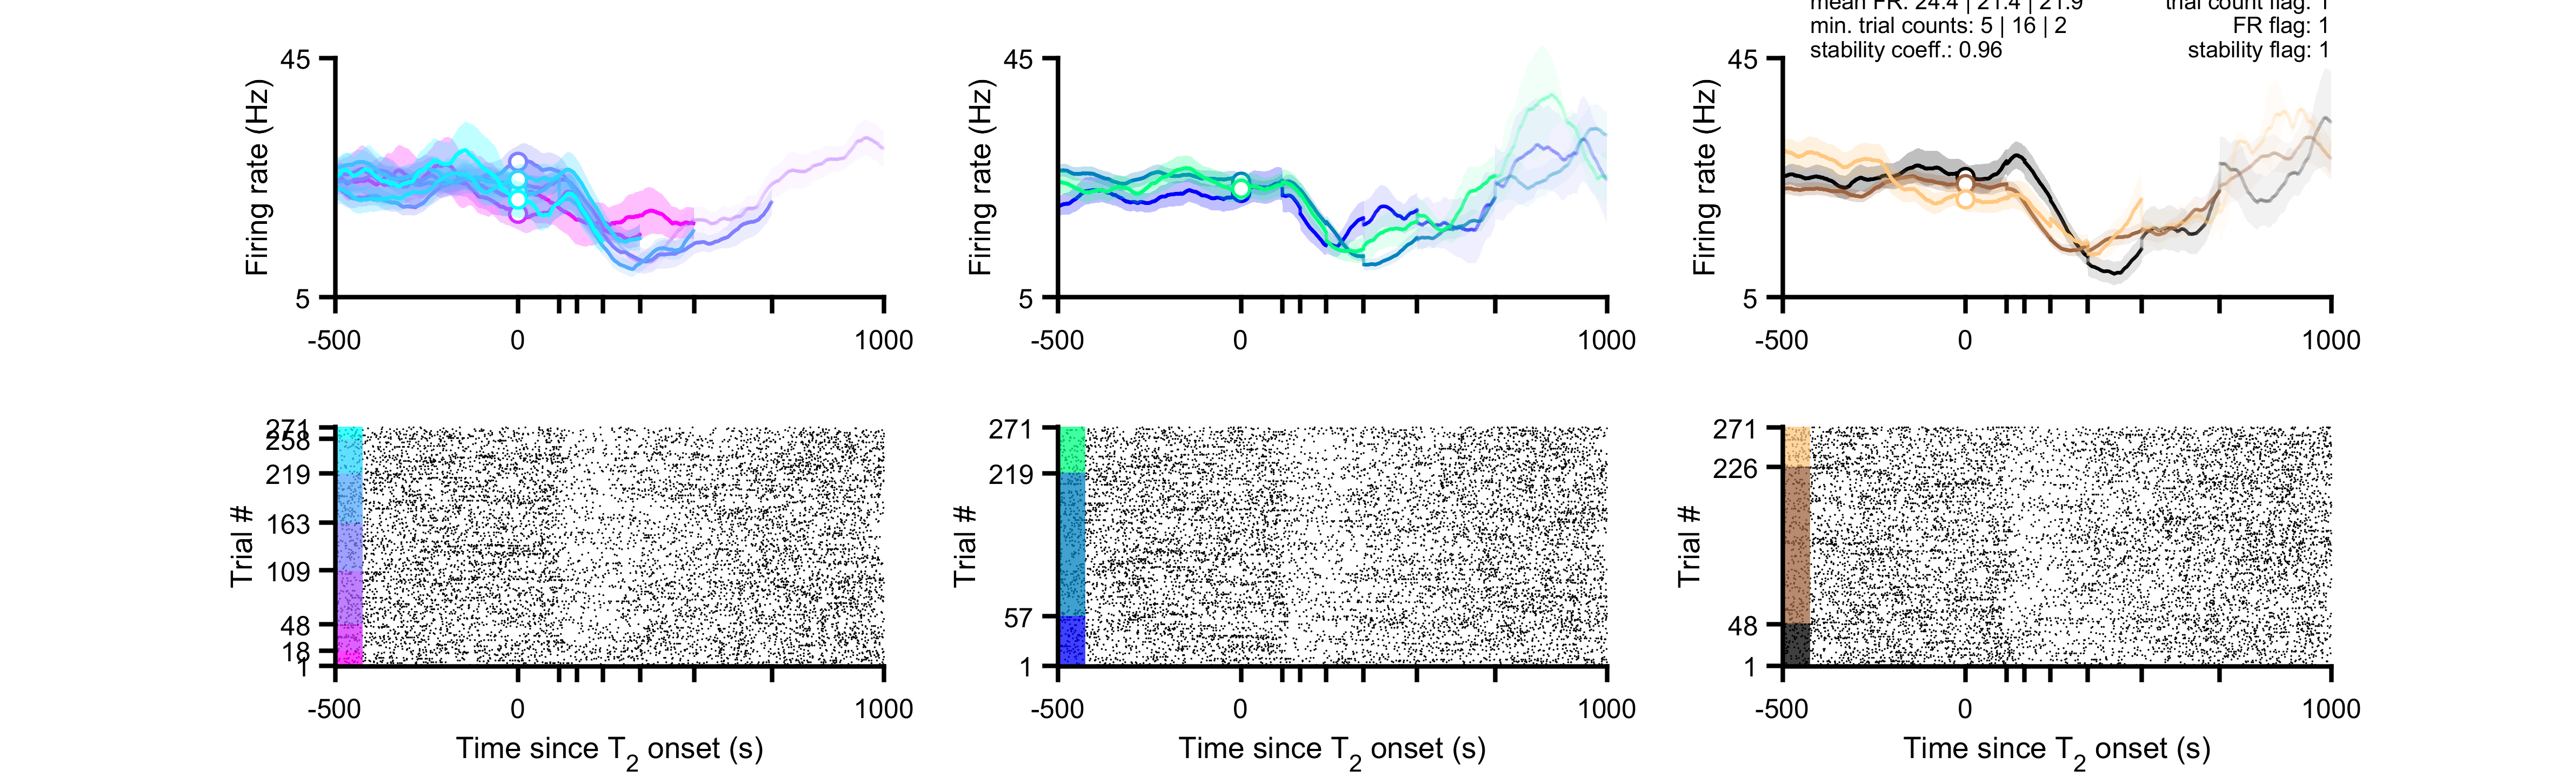 mean FR: 24.4 | 21.4 | 21.9 trial count flag: 1
min. trial counts: 5 | 16 | 2 FR flag: 1
stability coeff.: 0.96 stability flag: 1
45 45 45
Firing rate (Hz) Firing rate (Hz) Firing rate (Hz)
5 5 5
-500 0 1000 -500 0 1000 -500 0 1000
271 271 271
258
219 219 226
163
109
48 57 48
18
1 1 1
Trial # Trial # Trial #
-500 0 1000 -500 0 1000 -500 0 1000
Time since T2 onset (s) Time since T2 onset (s) Time since T2 onset (s)